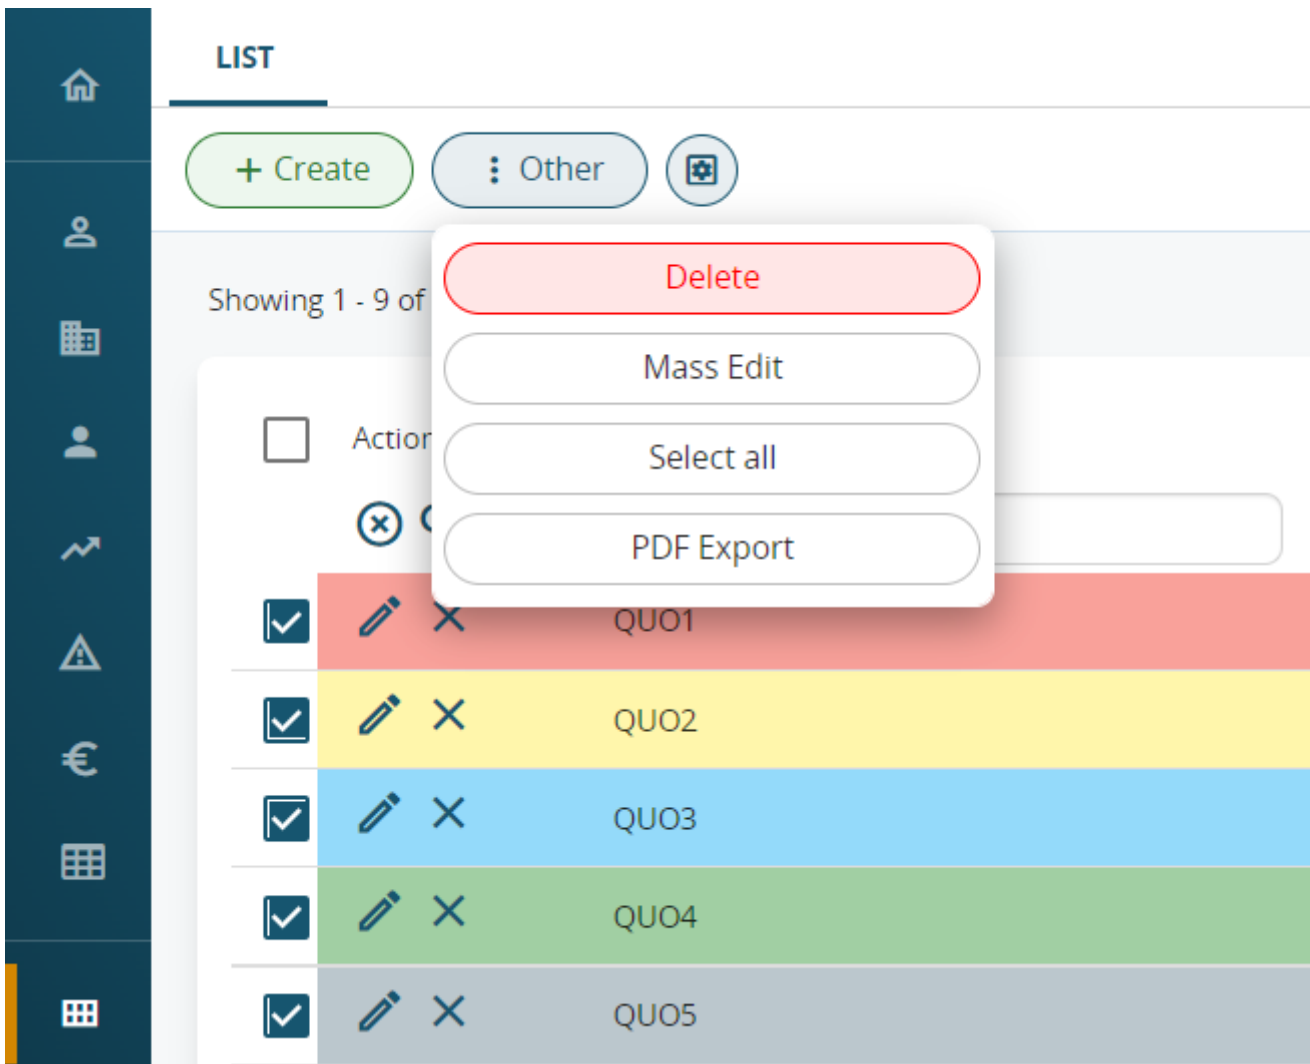 LIST
+ Create
Other
Delete
Showing 1 - 9 of
Mass Edit
Action
Select all
PDF Export
QUO1
QUO2
QUO3
QUO4
QUO5